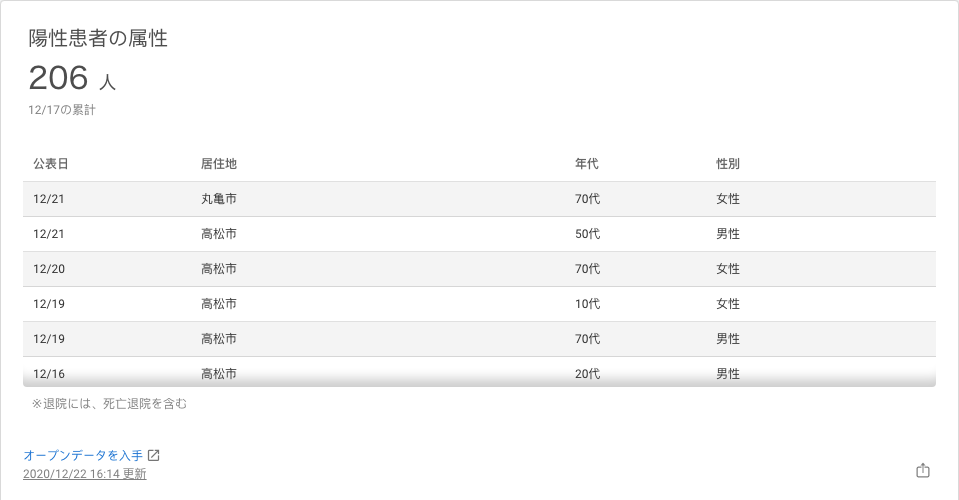 陽性患者の属性
206 人
12/17の累計
公表日 居住地 年代 性別
12/21 丸亀市 70代 女性
12/21 高松市 50代 男性
12/20 高松市 70代 女性
12/19 高松市 10代 女性
12/19 高松市 70代 男性
12/16 高松市 20代 男性
※退院には、死亡退院を含む
オープンデータを入手
2020/12/22 16:14 更新